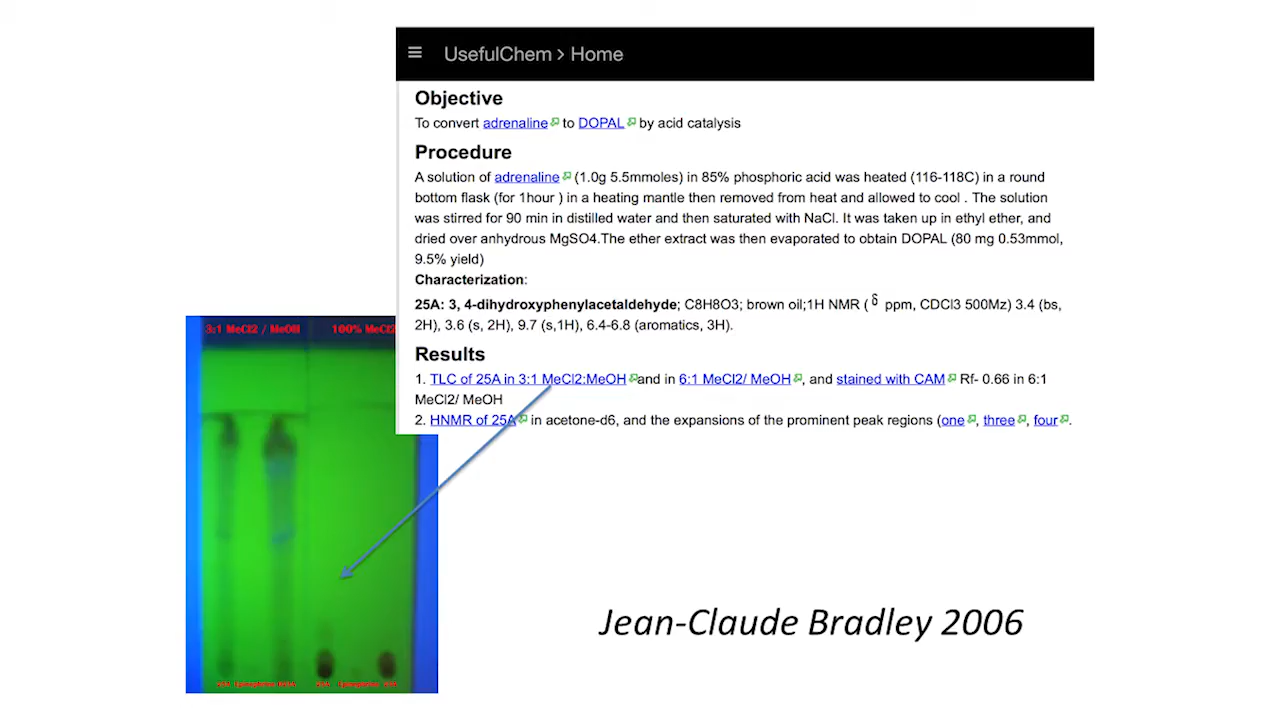 UsefulChem > Home
Objective
To convert adrenaline to DOPAL by acid catalysis
Procedure
A solution of adrenaline (1.0g 5.5mmoles) in 85% phosphoric acid was heated (116-118C) in a round
bottom flask (for 1hour ) in a heating mantle then removed from heat and allowed to cool . The solution
was stirred for 90 min in distilled water and then saturated with NaCl. It was taken up in ethyl ether, and
dried over anhydrous MgSO4.The ether extract was then evaporated to obtain DOPAL (80 mg 0.53mmol,
9.5% yield)
Characterization:
25A: 3, 4-dihydroxyphenylacetaldehyde; C8H8O3; brown oil;1H NMR ( δ ppm, CDCl3 500Mz) 3.4 (bs,
2H), 3.6 (s, 2H), 9.7 (s,1H), 6.4-6.8 (aromatics, 3H).
Results
1. TLC of 25A in 3:1 MeCl2:MeOH and in 6:1 MeCl2/ MeOH, and stained with CAM Rf- 0.66 in 6:1
MeCl2/ MeOH
2. HNMR of 25A in acetone-d6, and the expansions of the prominent peak regions (one, three, four).
3:1 MeCl2 / MeOH 100% MeCl2
Jean-Claude Bradley 2006